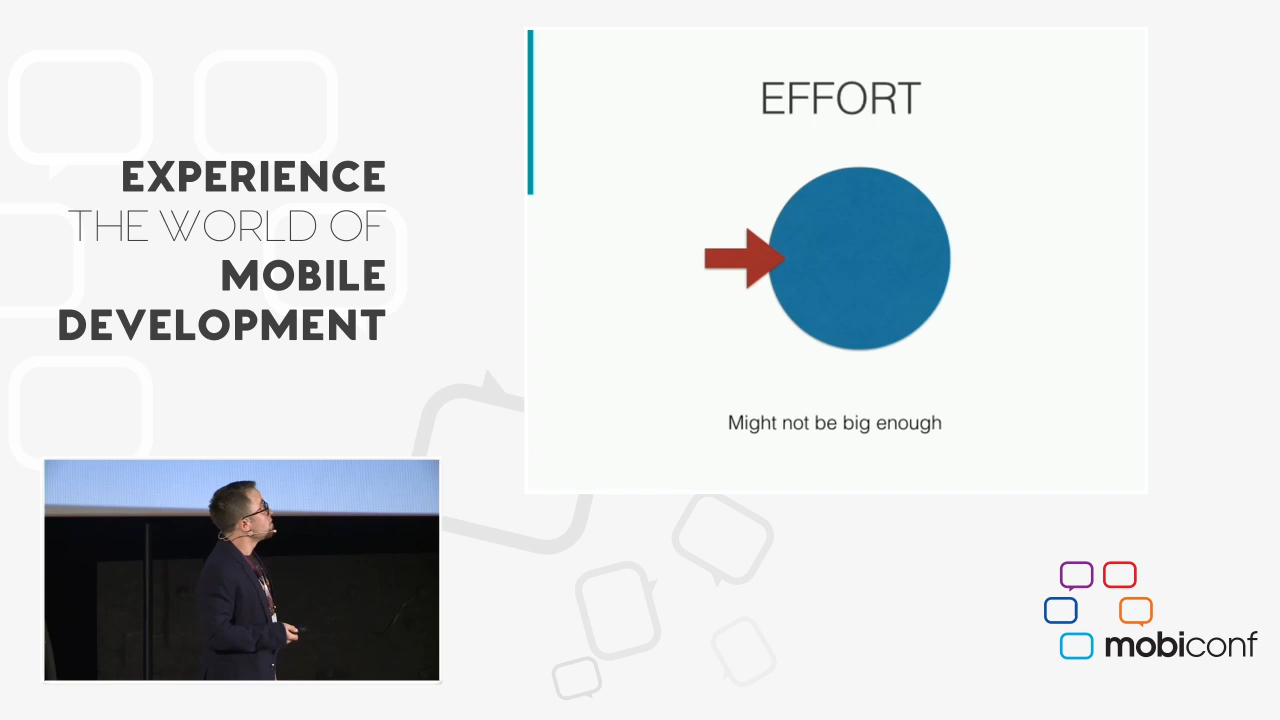 EXPERIENCE
THE WORLD OF
MOBILE
DEVELOPMENT
EFFORT
Might not be big enough
mobiconf